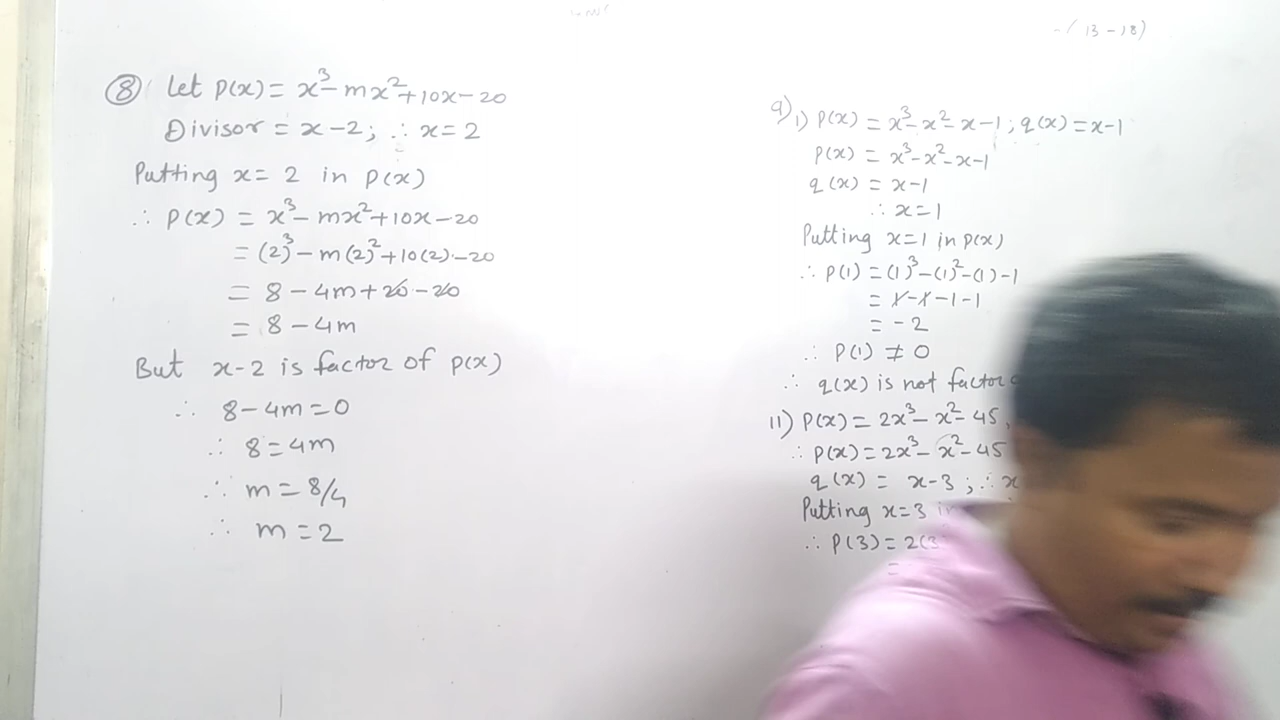 - ( 13 - 18)
⑧ Let P(x) = x³ - mx² + 10x - 20
Divisor = x - 2 ; ∴ x = 2
Putting x = 2 in P(x)
∴ P(x) = x³ - mx² + 10x - 20
= (2)³ - m(2)² + 10(2) - 20
= 8 - 4m + 20 - 20
= 8 - 4m
But x-2 is factor of P(x)
∴ 8 - 4m = 0
∴ 8 = 4m
∴ m = 8/4
∴ m = 2
9) i) P(x) = x³ - x² - x - 1 ; q(x) = x - 1
P(x) = x³ - x² - x - 1
q(x) = x - 1
∴ x = 1
Putting x = 1 in P(x)
∴ P(1) = (1)³ - (1)² - (1) - 1
= 1 - 1 - 1 - 1
= - 2
∴ P(1) ≠ 0
∴ q(x) is not factor
11) P(x) = 2x³ - x² - 45,
∴ P(x) = 2x³ - x² - 45
q(x) = x - 3 ; ∴ x
Putting x = 3 in
∴ P(3) = 2(3
=